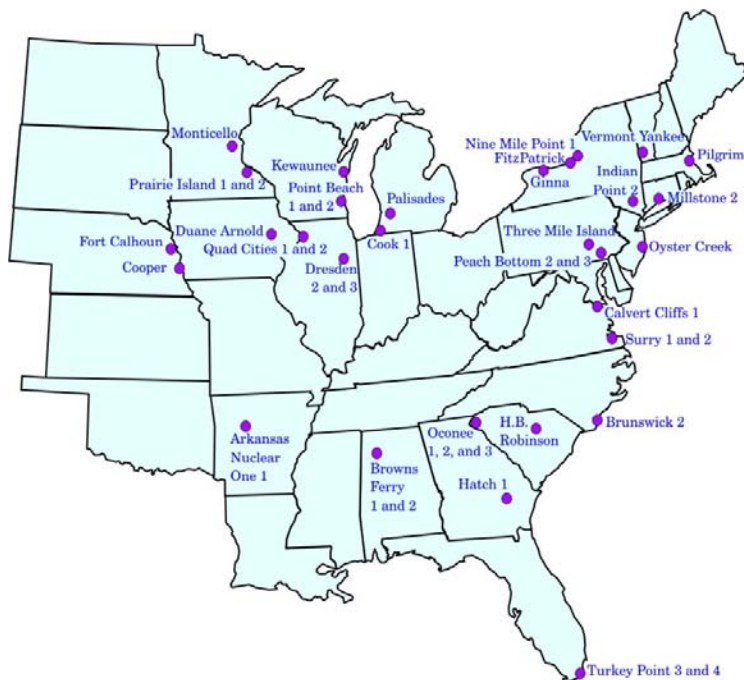 Monticello
Prairie Island 1 and 2
Kewaunee
Point Beach
1 and 2
Palisades
Cook 1
Duane Arnold
Quad Cities 1 and 2
Dresden
2 and 3
Fort Calhoun
Cooper
Nine Mile Point 1
FitzPatrick
Ginna
Vermont Yankee
Pilgrim
Indian
Point 2
Millstone 2
Three Mile Island
Peach Bottom 2 and 3
Oyster Creek
Calvert Cliffs 1
Surry 1 and 2
Brunswick 2
Arkansas
Nuclear
One 1
Browns
Ferry
1 and 2
Oconee
1, 2, and 3
H.B.
Robinson
Hatch 1
Turkey Point 3 and 4